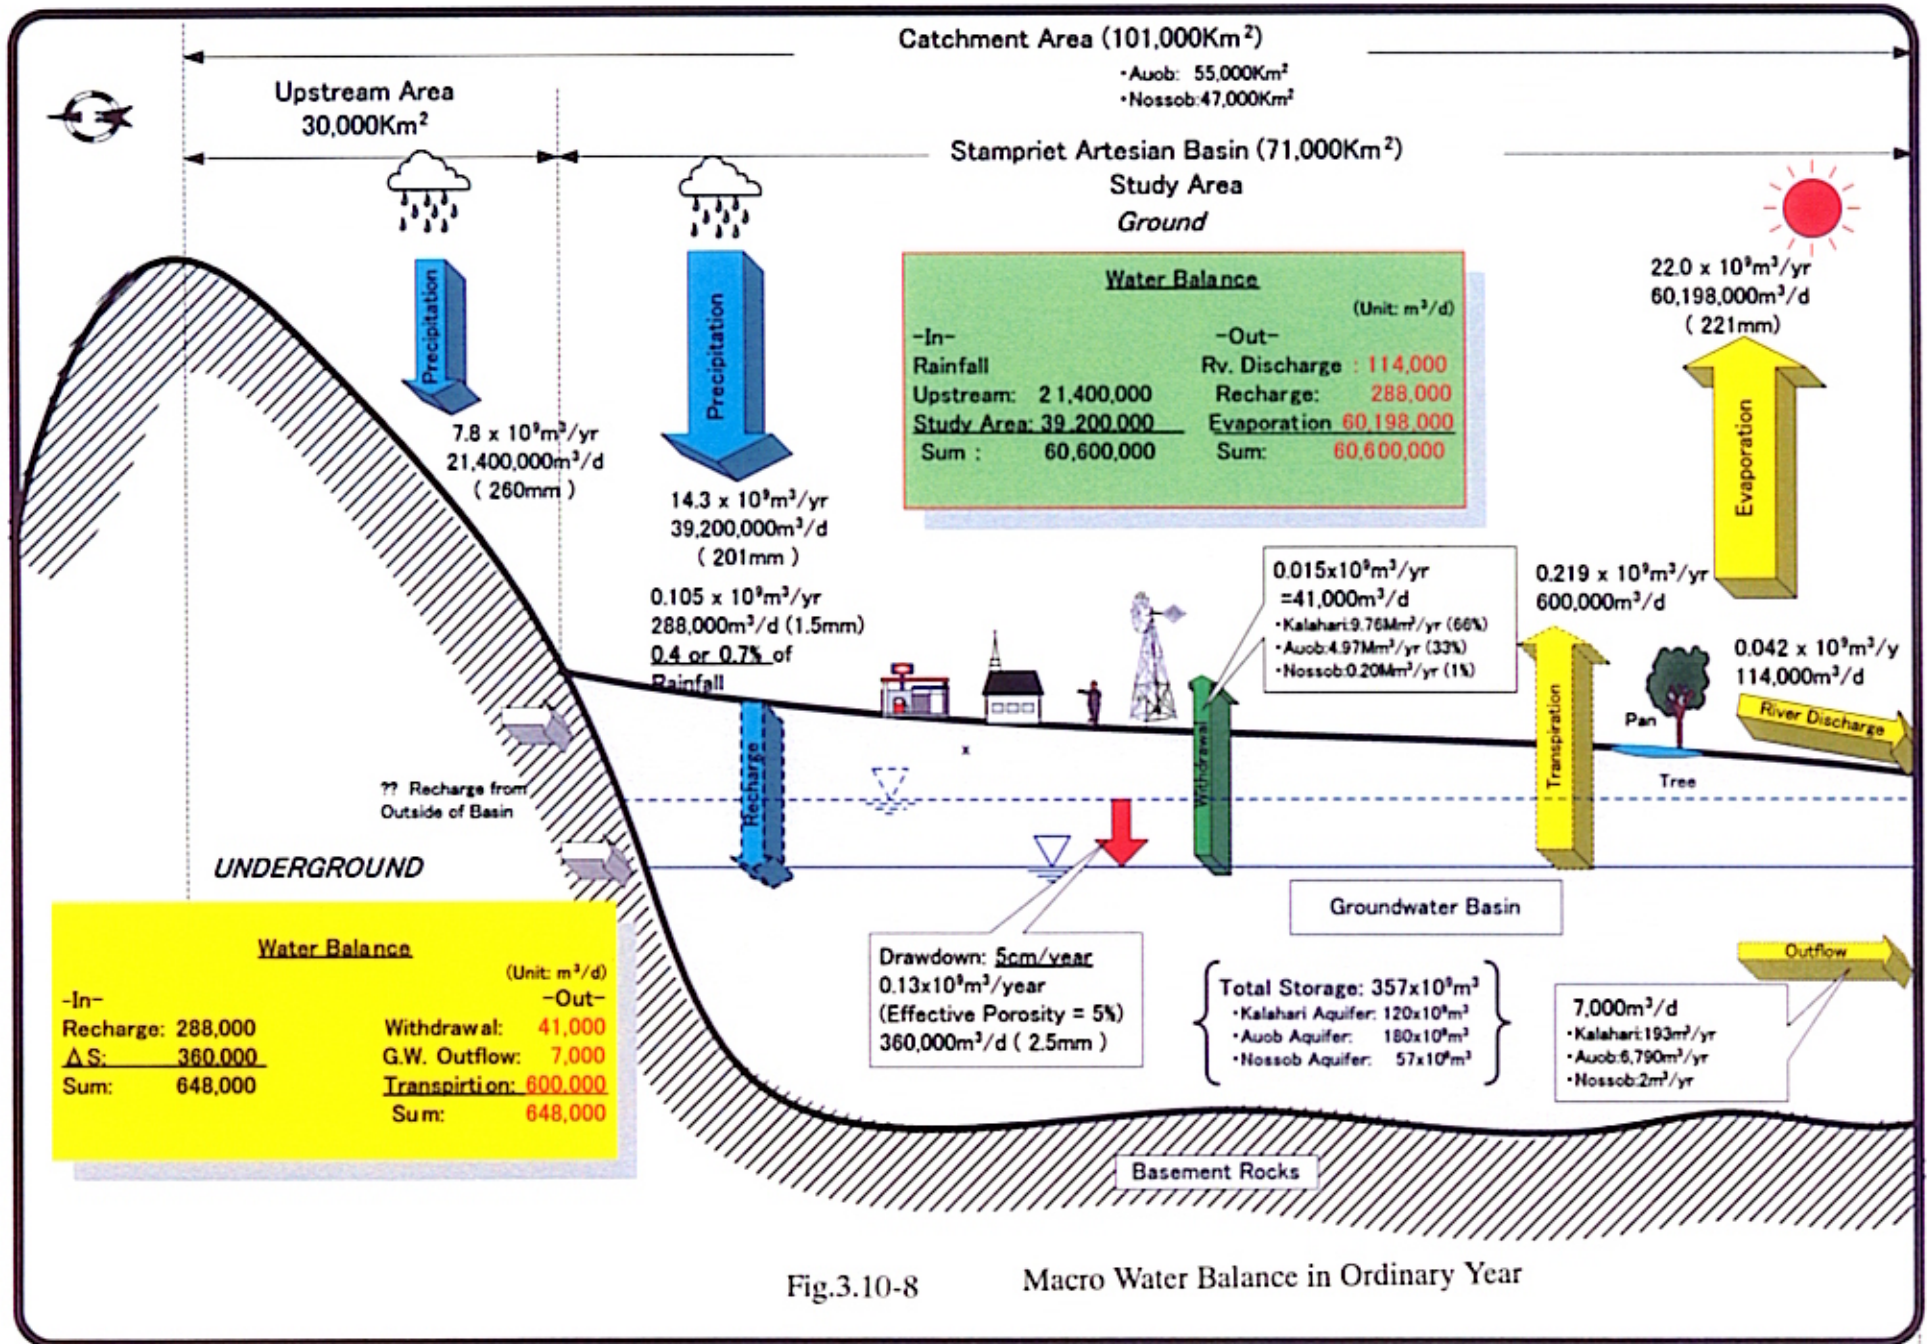 Catchment Area (101,000Km²)
・Auob: 55,000Km²
・Nossob:47,000Km²
Upstream Area
30,000Km²
Stampriet Artesian Basin (71,000Km²)
Study Area
Ground
Precipitation
7.8 x 10⁹m³/yr
21,400,000m³/d
( 260mm )
Precipitation
14.3 x 10⁹m³/yr
39,200,000m³/d
( 201mm )
Water Balance
(Unit: m³/d)
-In- -Out-
Rainfall Rv. Discharge : 114,000
Upstream: 21,400,000 Recharge: 288,000
Study Area: 39,200,000 Evaporation 60,198,000
Sum : 60,600,000 Sum: 60,600,000
22.0 x 10⁹m³/yr
60,198,000m³/d
( 221mm)
Evaporation
0.105 x 10⁹m³/yr
288,000m³/d (1.5mm)
0.4 or 0.7% of
Rainfall
Recharge
0.015x10⁹m³/yr
=41,000m³/d
・Kalahari:9.76Mm³/yr (66%)
・Auob:4.97Mm³/yr (33%)
・Nossob:0.20Mm³/yr (1%)
Withdrawal
0.219 x 10⁹m³/yr
600,000m³/d
Transpiration
0.042 x 10⁹m³/y
114,000m³/d
River Discharge
Pan
Tree
x
?? Recharge from
Outside of Basin
UNDERGROUND
Water Balance
(Unit: m³/d)
-In- -Out-
Recharge: 288,000 Withdrawal: 41,000
ΔS: 360,000 G.W. Outflow: 7,000
Sum: 648,000 Transpirtion: 600,000
Sum: 648,000
Drawdown: 5cm/year
0.13x10⁹m³/year
(Effective Porosity = 5%)
360,000m³/d ( 2.5mm )
Groundwater Basin
Total Storage: 357x10⁹m³
・Kalahari Aquifer: 120x10⁹m³
・Auob Aquifer: 180x10⁹m³
・Nossob Aquifer: 57x10⁹m³
Outflow
7,000m³/d
・Kalahari:193m³/yr
・Auob:6,790m³/yr
・Nossob:2m³/yr
Basement Rocks
Fig.3.10-8 Macro Water Balance in Ordinary Year